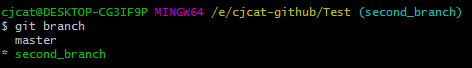 cjcat@DESKTOP-CG3IF9P MINGW64 /e/cjcat-github/Test (second_branch)
$ git branch
  master
* second_branch